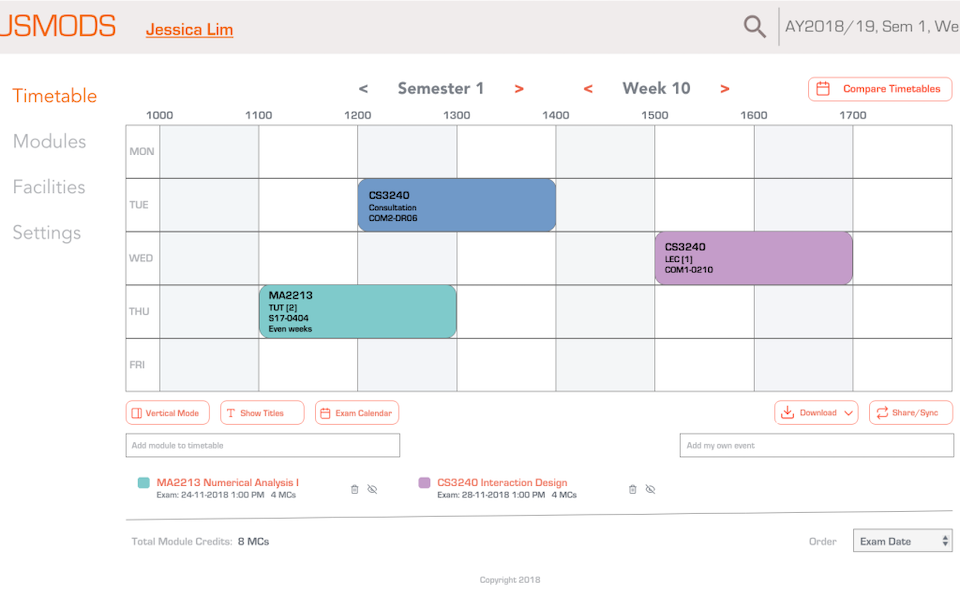 USMODS
Jessica Lim
AY2018/19, Sem 1, We
Timetable
Modules
Facilities
Settings
< Semester 1 >
< Week 10 >
Compare Timetables
1000 1100 1200 1300 1400 1500 1600 1700
MON
TUE
CS3240
Consultation
COM2-DR06
WED
CS3240
LEC [1]
COM1-0210
THU
MA2213
TUT [2]
S17-0404
Even weeks
FRI
Vertical Mode
Show Titles
Exam Calendar
Download
Share/Sync
Add module to timetable
Add my own event
MA2213 Numerical Analysis I
Exam: 24-11-2018 1:00 PM 4 MCs
CS3240 Interaction Design
Exam: 28-11-2018 1:00 PM 4 MCs
Total Module Credits: 8 MCs
Order
Exam Date
Copyright 2018